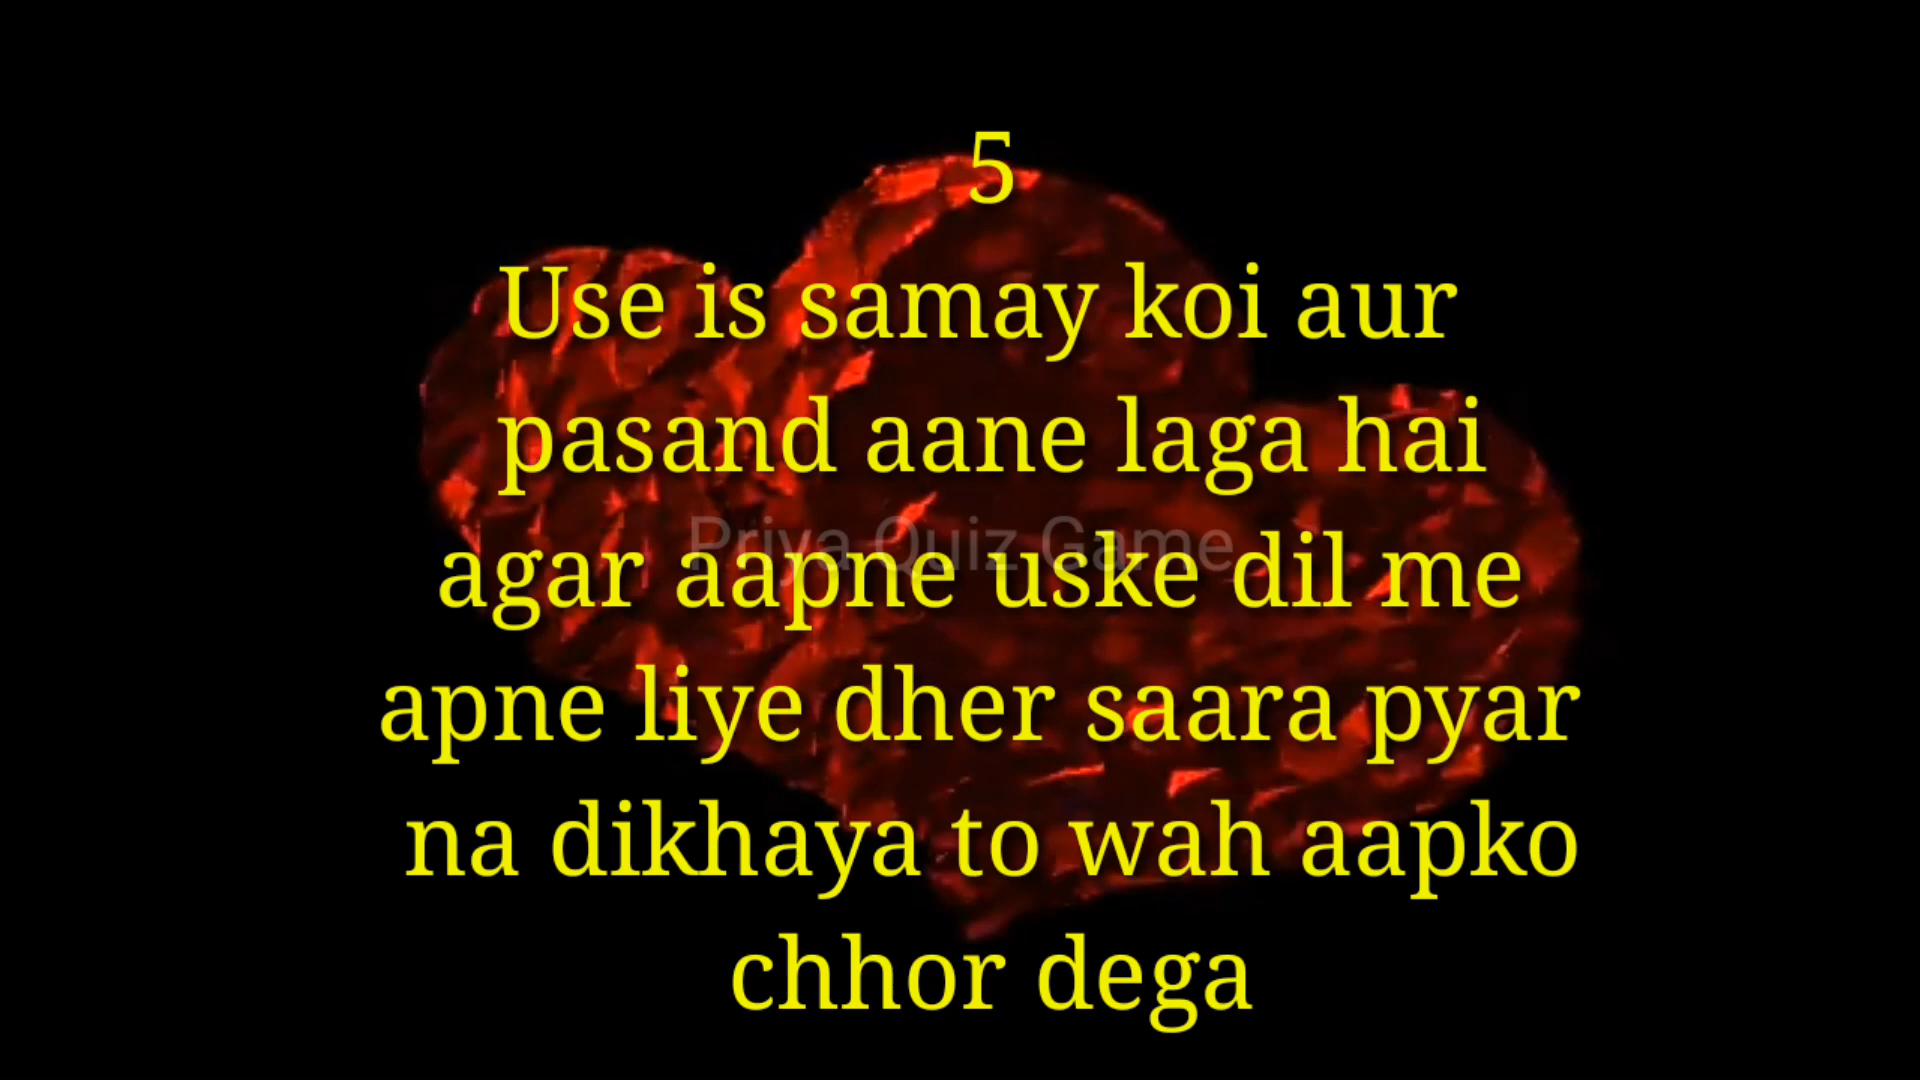 5
Use is samay koi aur
pasand aane laga hai
Priya Quiz Game
agar aapne uske dil me
apne liye dher saara pyar
na dikhaya to wah aapko
chhor dega